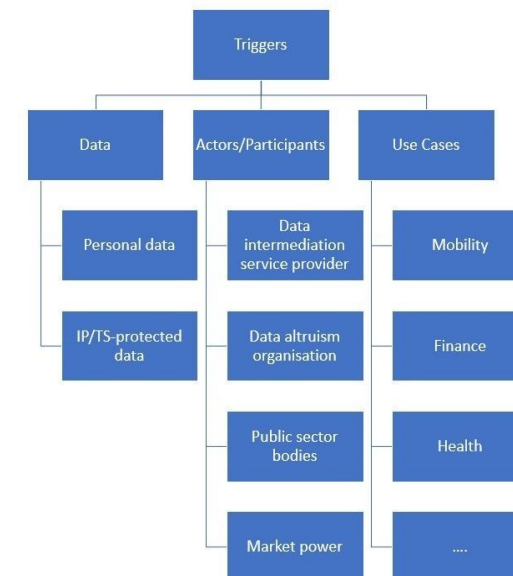 Triggers
Data
Actors/Participants
Use Cases
Personal data
IP/TS-protected
data
Data
intermediation
service provider
Data altruism
organisation
Public sector
bodies
Market power
Mobility
Finance
Health
....